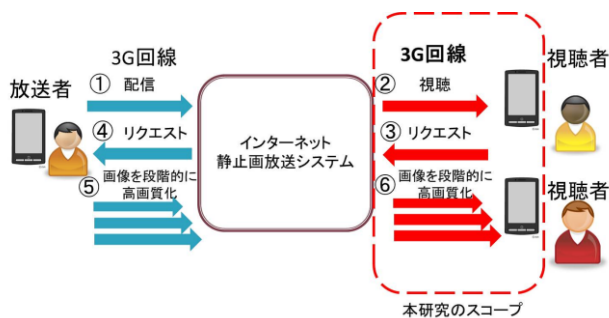 3G回線
3G回線
視聴者
放送者
① 配信
② 視聴
④ リクエスト
③ リクエスト
インターネット
静止画放送システム
⑤ 画像を段階的に
高画質化
⑥ 画像を段階的に
高画質化
視聴者
本研究のスコープ